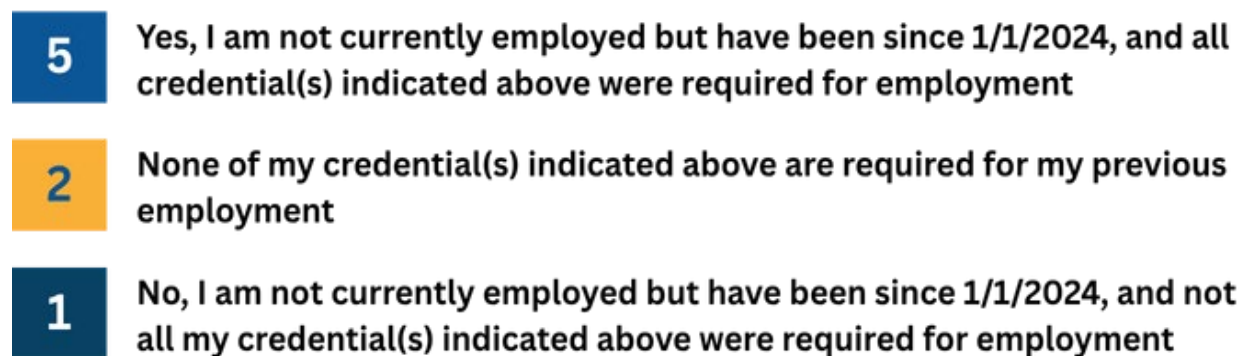 5
Yes, I am not currently employed but have been since 1/1/2024, and all
credential(s) indicated above were required for employment
2
None of my credential(s) indicated above are required for my previous
employment
1
No, I am not currently employed but have been since 1/1/2024, and not
all my credential(s) indicated above were required for employment